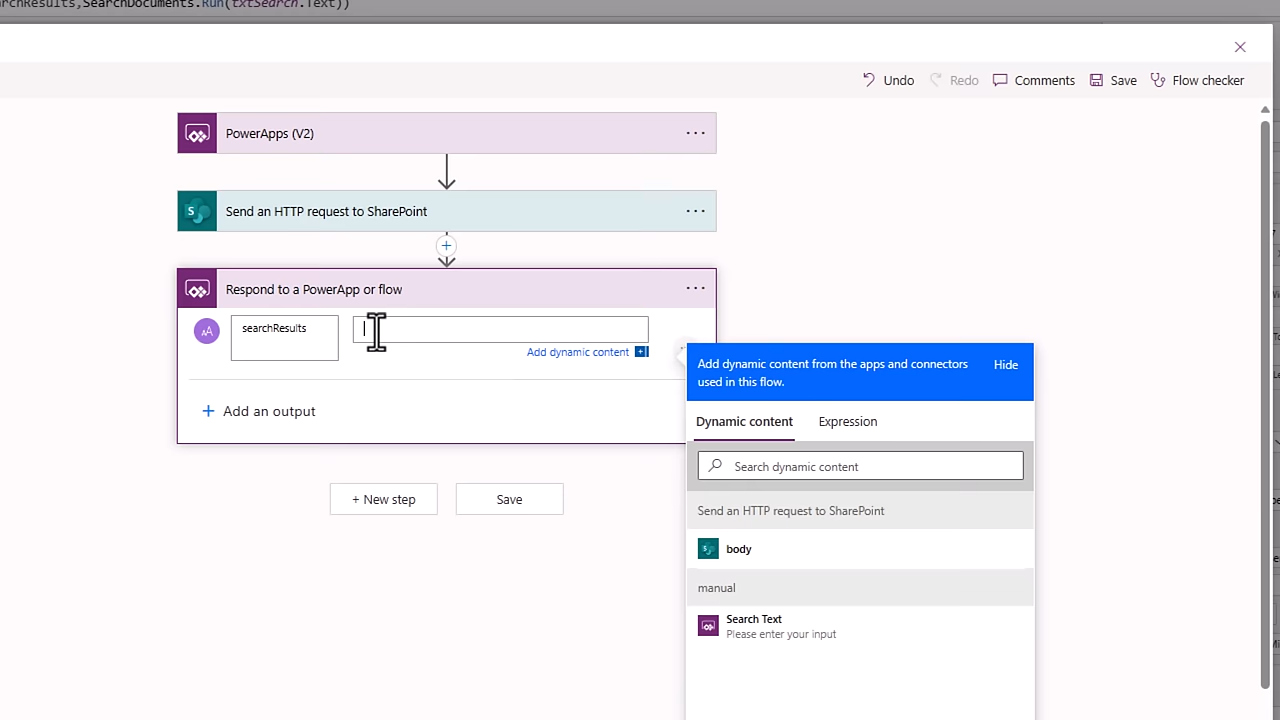 rchResults,SearchDocuments.Run(txtSearch.Text))
Undo
Redo
Comments
Save
Flow checker
PowerApps (V2)
Send an HTTP request to SharePoint
Respond to a PowerApp or flow
searchResults
Add dynamic content
Add an output
+ New step
Save
Add dynamic content from the apps and connectors
used in this flow.
Hide
Dynamic content
Expression
Search dynamic content
Send an HTTP request to SharePoint
body
manual
Search Text
Please enter your input